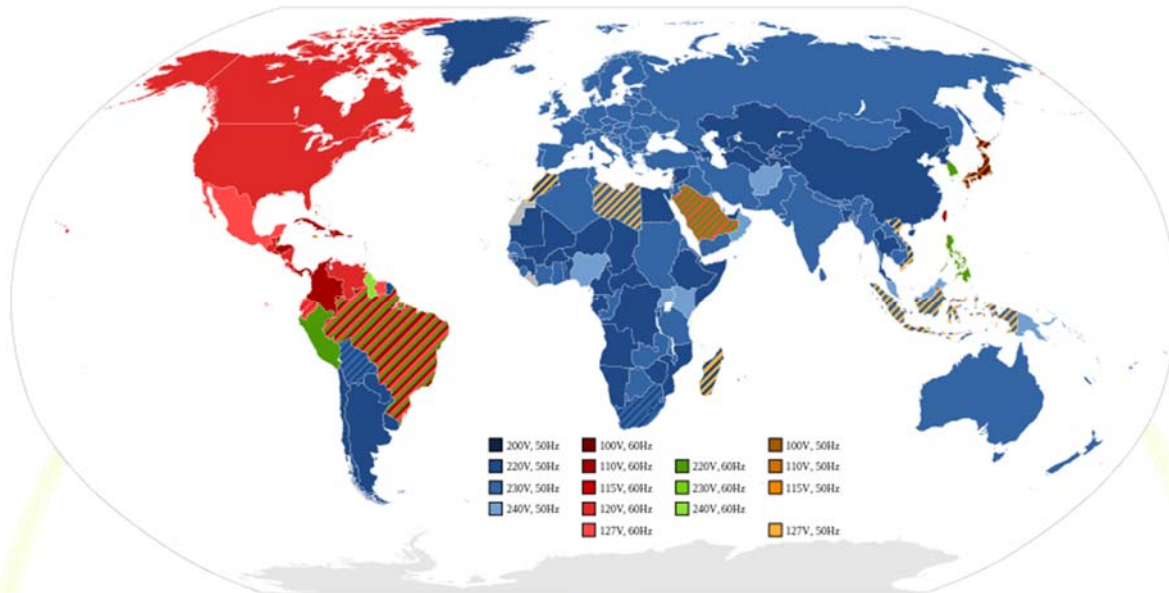 200V, 50Hz
220V, 50Hz
230V, 50Hz
240V, 50Hz
100V, 60Hz
110V, 60Hz
115V, 60Hz
120V, 60Hz
127V, 60Hz
220V, 60Hz
230V, 60Hz
240V, 60Hz
100V, 50Hz
110V, 50Hz
115V, 50Hz
127V, 50Hz